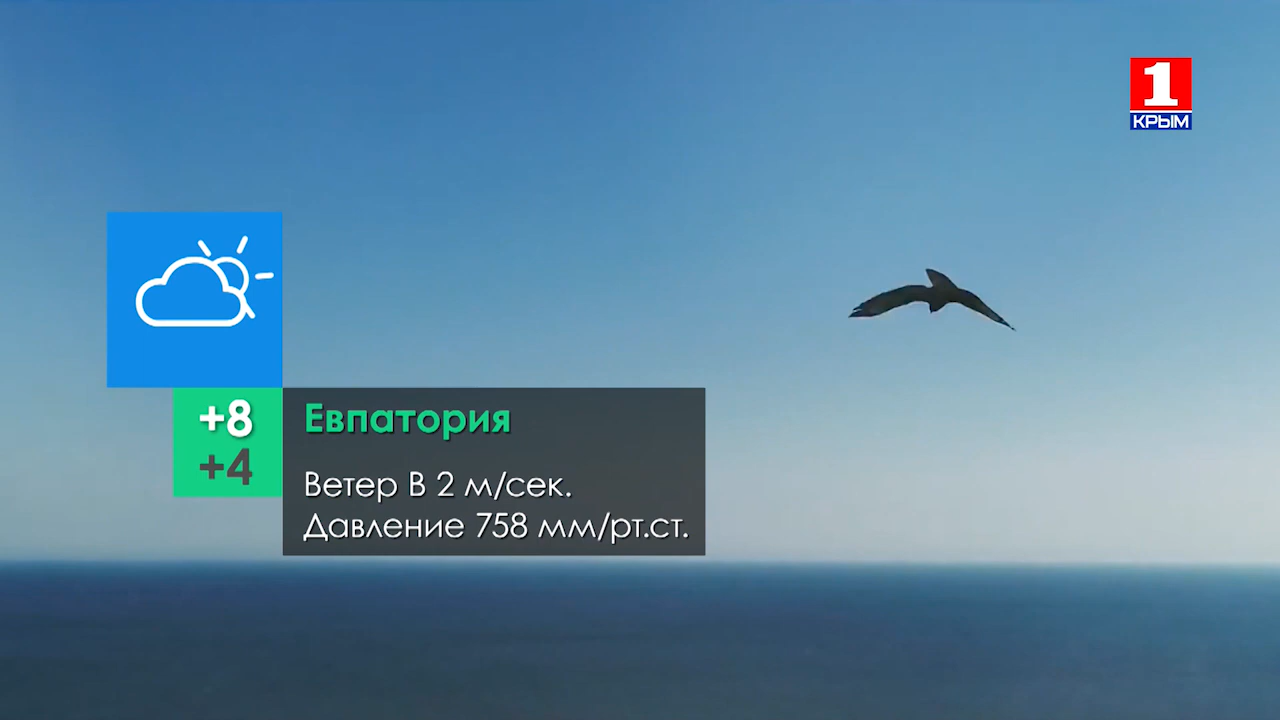 1
КРЫМ
+8
+4
Евпатория
Ветер В 2 м/сек.
Давление 758 мм/рт.ст.